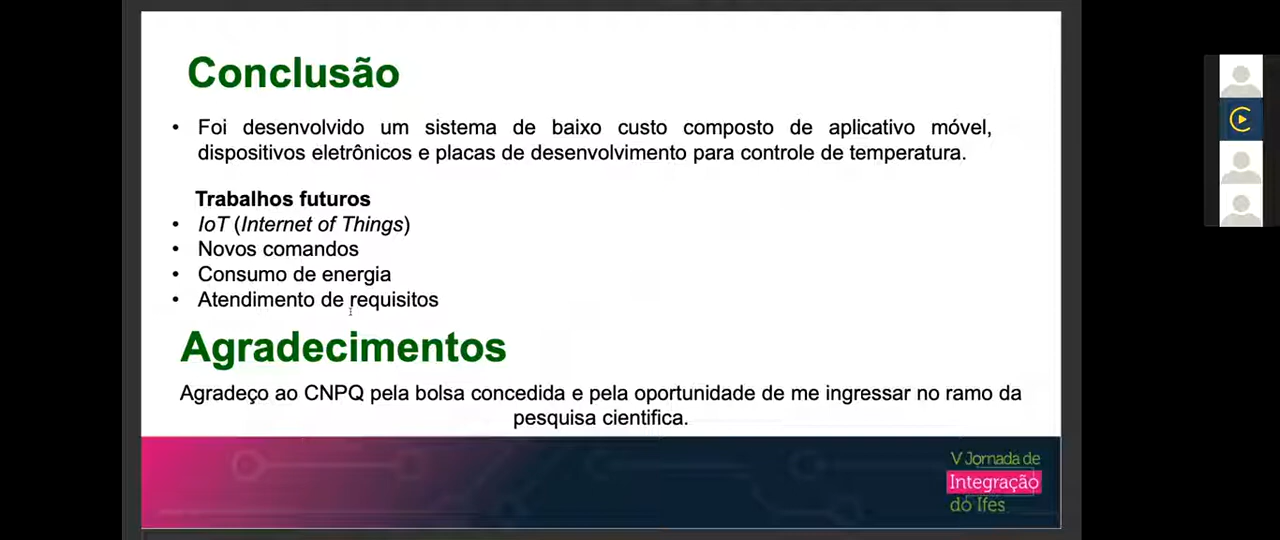 Conclusão
• Foi desenvolvido um sistema de baixo custo composto de aplicativo móvel,
dispositivos eletrônicos e placas de desenvolvimento para controle de temperatura.
Trabalhos futuros
• IoT (Internet of Things)
• Novos comandos
• Consumo de energia
• Atendimento de requisitos
Agradecimentos
Agradeço ao CNPQ pela bolsa concedida e pela oportunidade de me ingressar no ramo da
pesquisa cientifica.
V Jornada de
Integração
do Ifes